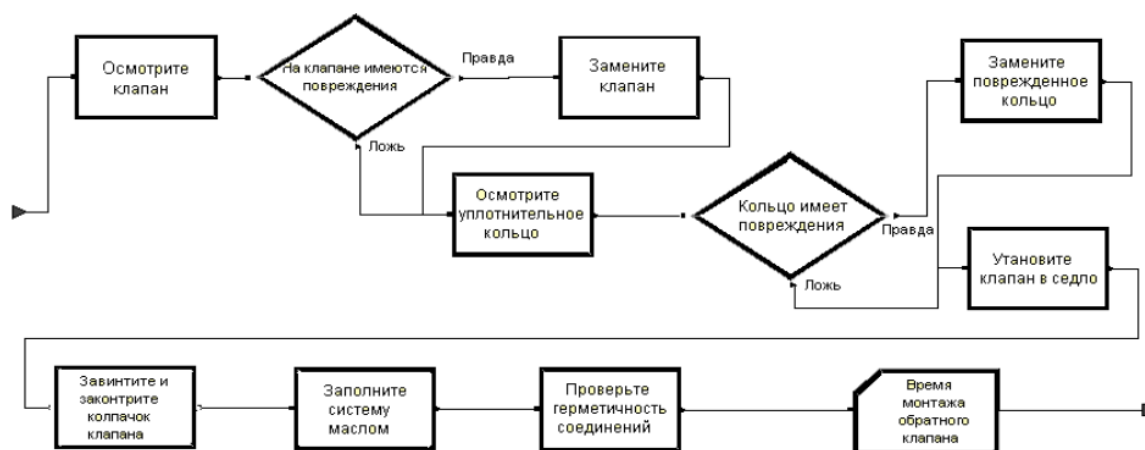 Осмотрите
клапан
На клапане имеются
повреждения
Правда
Ложь
Замените
клапан
Осмотрите
уплотнительное
кольцо
Кольцо имеет
повреждения
Правда
Ложь
Замените
поврежденное
кольцо
Утановите
клапан в седло
Завинтите и
законтрите
колпачок
клапана
Заполните
систему
маслом
Проверьте
герметичность
соединений
Время
монтажа
обратного
клапана